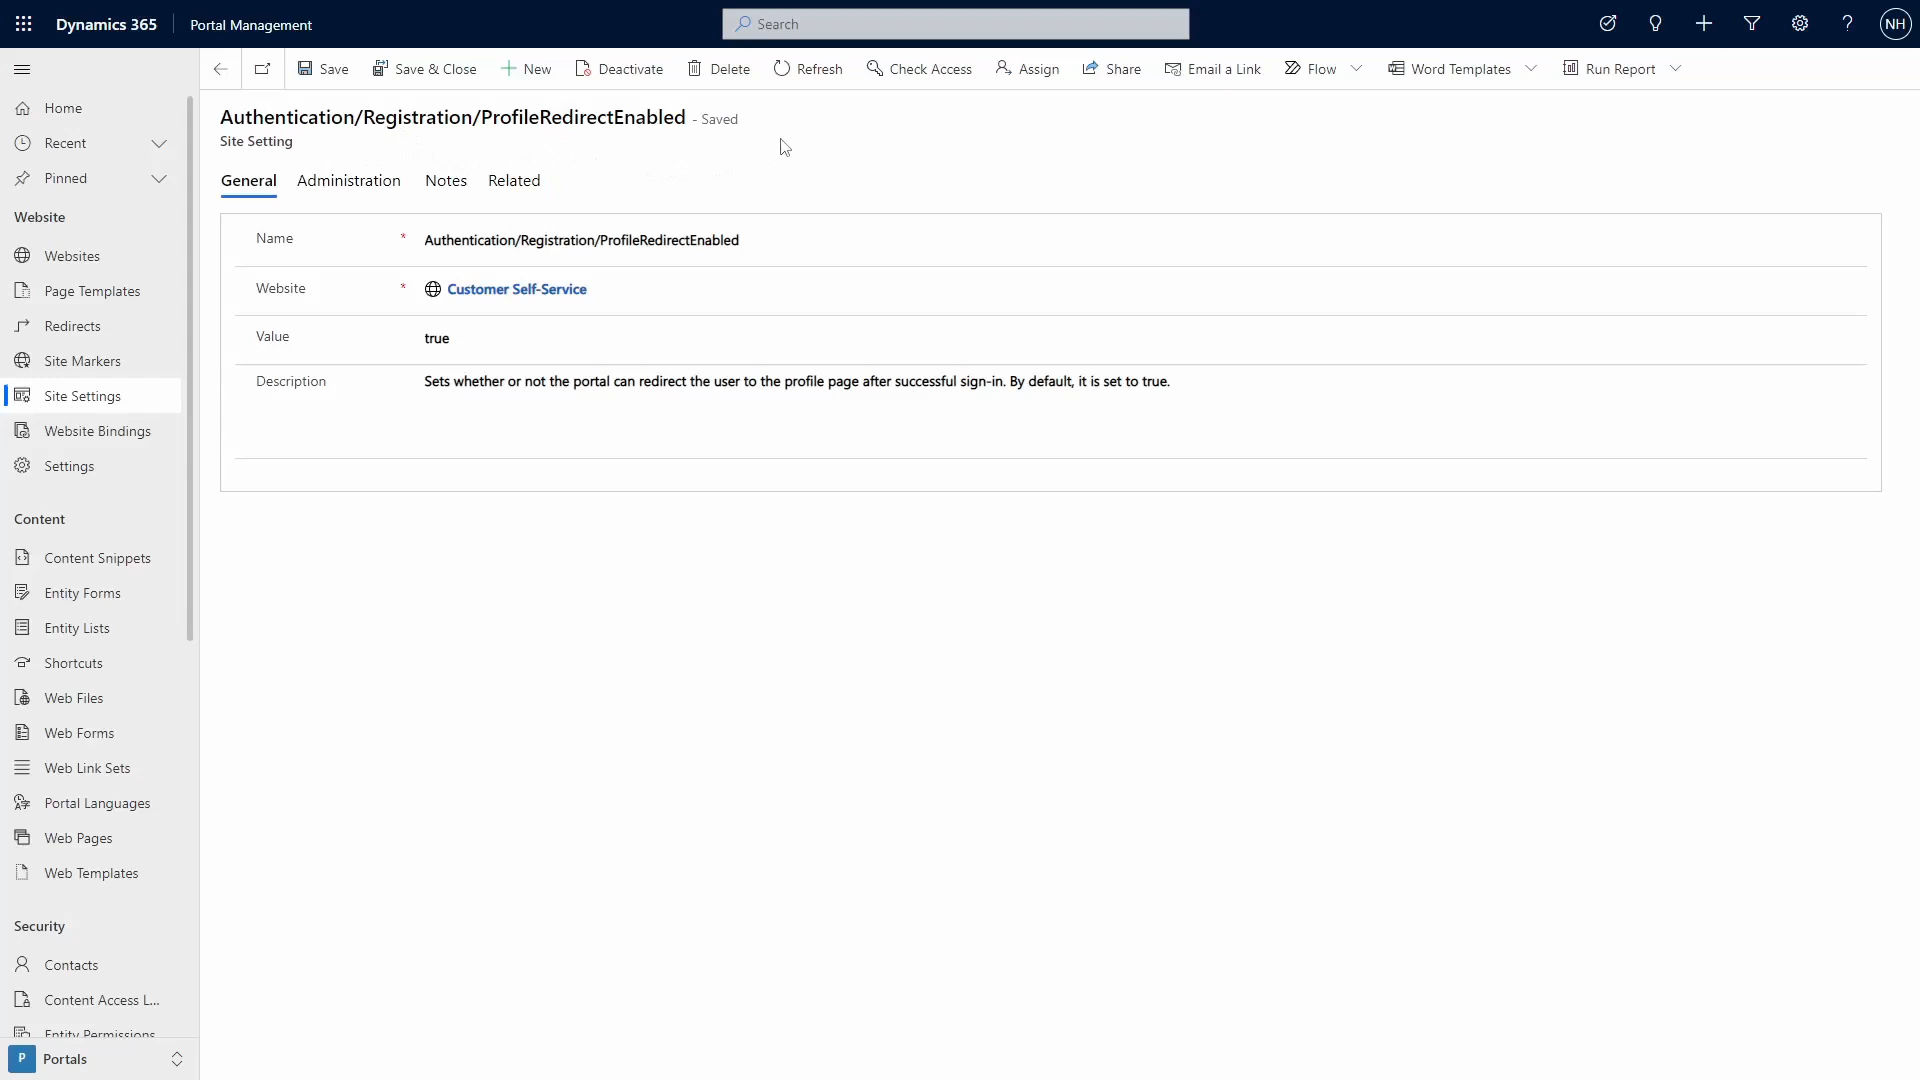 Dynamics 365 Portal Management Search NH
Save Save & Close New Deactivate Delete Refresh Check Access Assign Share Email a Link Flow Word Templates Run Report
Authentication/Registration/ProfileRedirectEnabled - Saved
Site Setting
General Administration Notes Related
Name * Authentication/Registration/ProfileRedirectEnabled
Website * Customer Self-Service
Value true
Description Sets whether or not the portal can redirect the user to the profile page after successful sign-in. By default, it is set to true.
Home
Recent
Pinned
Website
Websites
Page Templates
Redirects
Site Markers
Site Settings
Website Bindings
Settings
Content
Content Snippets
Entity Forms
Entity Lists
Shortcuts
Web Files
Web Forms
Web Link Sets
Portal Languages
Web Pages
Web Templates
Security
Contacts
Content Access L...
Entity Permissions
P Portals